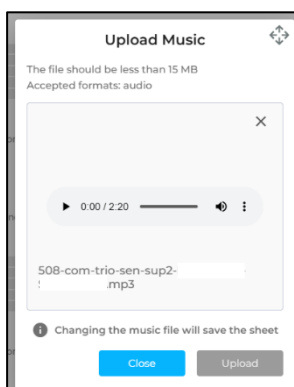 Upload Music
The file should be less than 15 MB
Accepted formats: audio
0:00 / 2:20
508-com-trio-sen-sup2-
.mp3
Changing the music file will save the sheet
Close
Upload